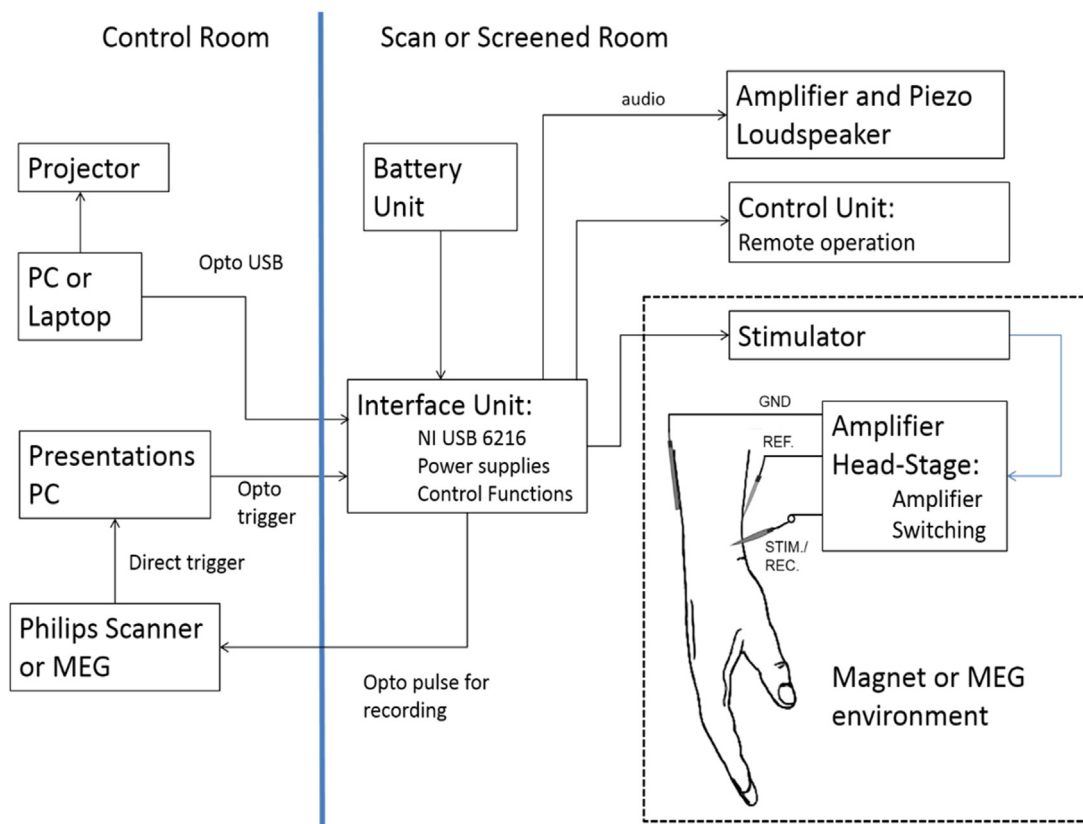 Control Room
Scan or Screened Room
audio
Amplifier and Piezo
Loudspeaker
Projector
Battery
Unit
Control Unit:
Remote operation
Opto USB
PC or
Laptop
Stimulator
Interface Unit:
NI USB 6216
Power supplies
Control Functions
GND
REF.
STIM./
REC.
Amplifier
Head-Stage:
Amplifier
Switching
Presentations
PC
Opto
trigger
Direct trigger
Philips Scanner
or MEG
Opto pulse for
recording
Magnet or MEG
environment